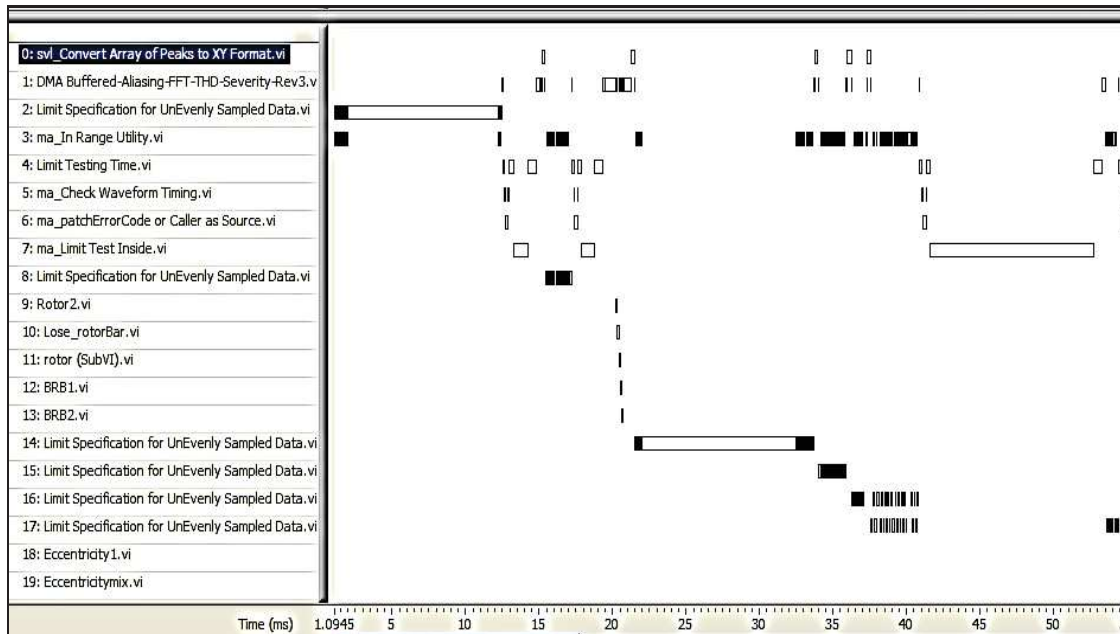 0: svl_Convert Array of Peaks to XY Format.vi
1: DMA Buffered-Aliasing-FFT-THD-Severity-Rev3.v
2: Limit Specification for UnEvenly Sampled Data.vi
3: ma_In Range Utility.vi
4: Limit Testing Time.vi
5: ma_Check Waveform Timing.vi
6: ma_patchErrorCode or Caller as Source.vi
7: ma_Limit Test Inside.vi
8: Limit Specification for UnEvenly Sampled Data.vi
9: Rotor2.vi
10: Lose_rotorBar.vi
11: rotor (SubVI).vi
12: BRB1.vi
13: BRB2.vi
14: Limit Specification for UnEvenly Sampled Data.vi
15: Limit Specification for UnEvenly Sampled Data.vi
16: Limit Specification for UnEvenly Sampled Data.vi
17: Limit Specification for UnEvenly Sampled Data.vi
18: Eccentricity1.vi
19: Eccentricitymix.vi
Time (ms) 1.0945 5 10 15 20 25 30 35 40 45 50